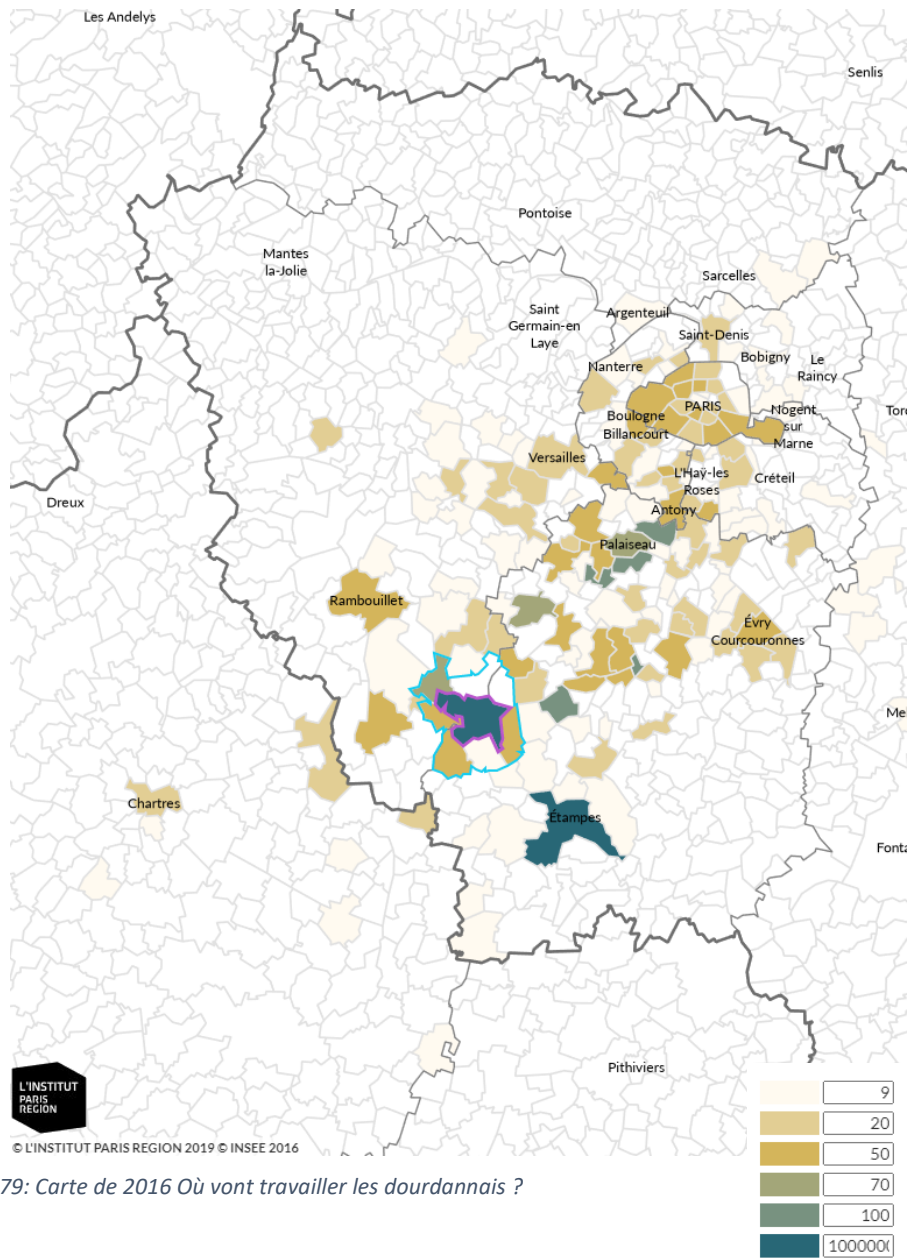 Les Andelys
Senlis
Pontoise
Mantes
la-Jolie
Sarcelles
Saint
Germain-en
Laye
Argenteuil
Saint-Denis
Bobigny
Le
Raincy
Nanterre
PARIS
Boulogne
Billancourt
Nogent
sur
Marne
Torc
Versailles
L'Haÿ-les
Roses
Créteil
Dreux
Antony
Palaiseau
Rambouillet
Évry
Courcouronnes
Mel
Chartres
Étampes
Fonta
Pithiviers
L'INSTITUT
PARIS
REGION
© L'INSTITUT PARIS REGION 2019 © INSEE 2016
9
20
50
70
100
79: Carte de 2016 Où vont travailler les dourdannais ?